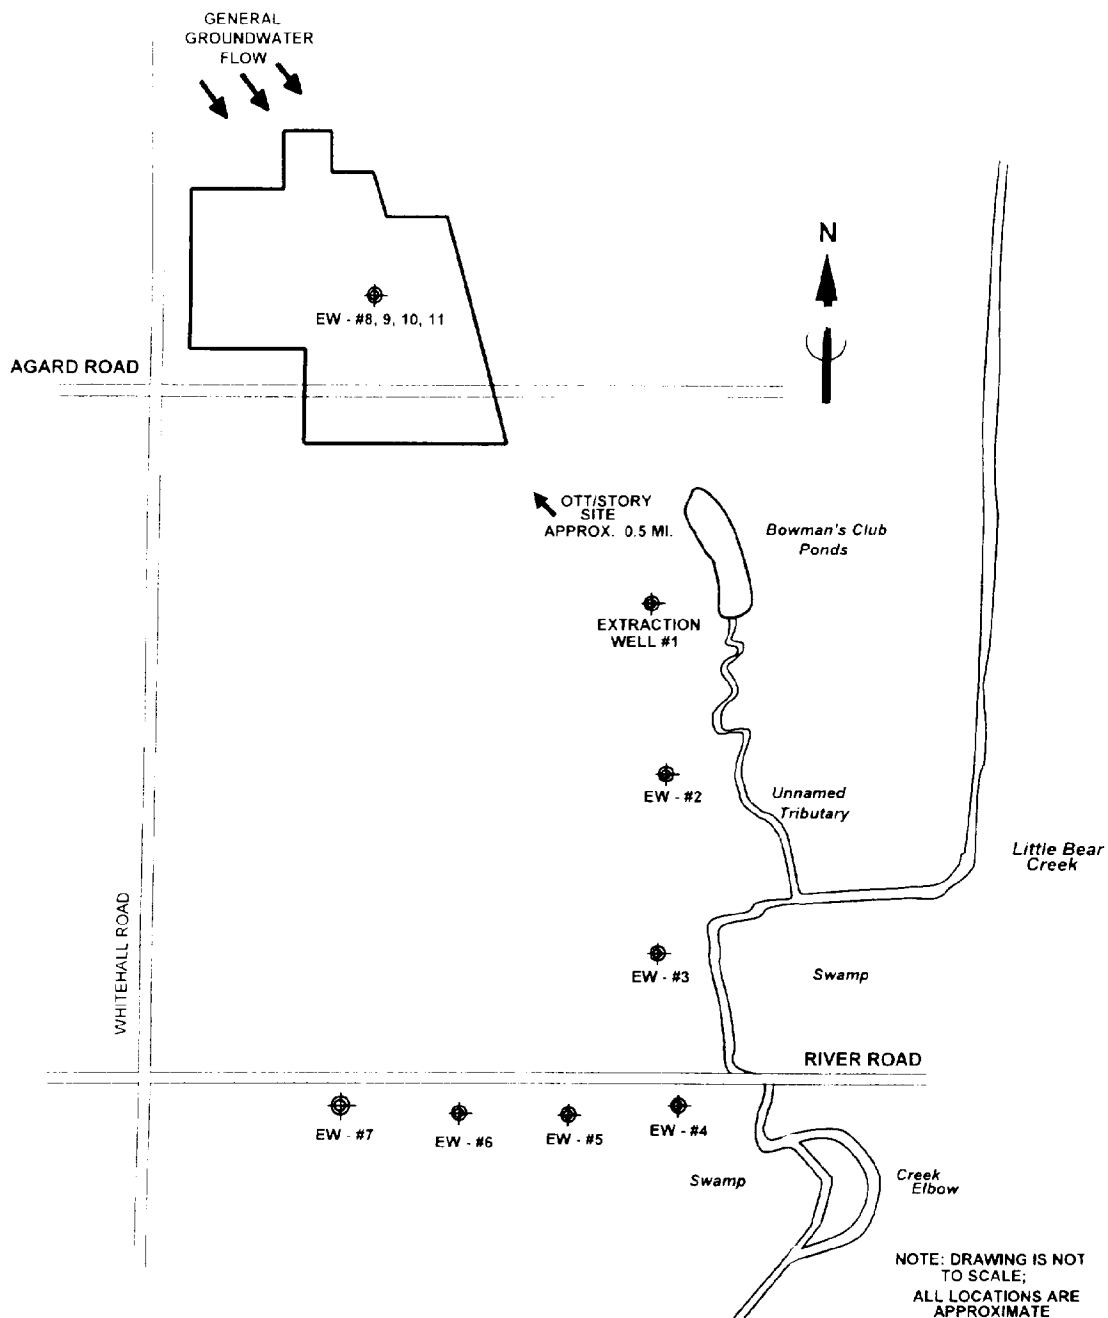 GENERAL
GROUNDWATER
FLOW
N
EW - #8, 9, 10, 11
AGARD ROAD
OTT/STORY
SITE
APPROX. 0.5 MI.
Bowman's Club
Ponds
EXTRACTION
WELL #1
EW - #2
Unnamed
Tributary
Little Bear
Creek
WHITEHALL ROAD
EW - #3
Swamp
RIVER ROAD
EW - #7
EW - #6
EW - #5
EW - #4
Swamp
Creek
Elbow
NOTE: DRAWING IS NOT
TO SCALE;
ALL LOCATIONS ARE
APPROXIMATE